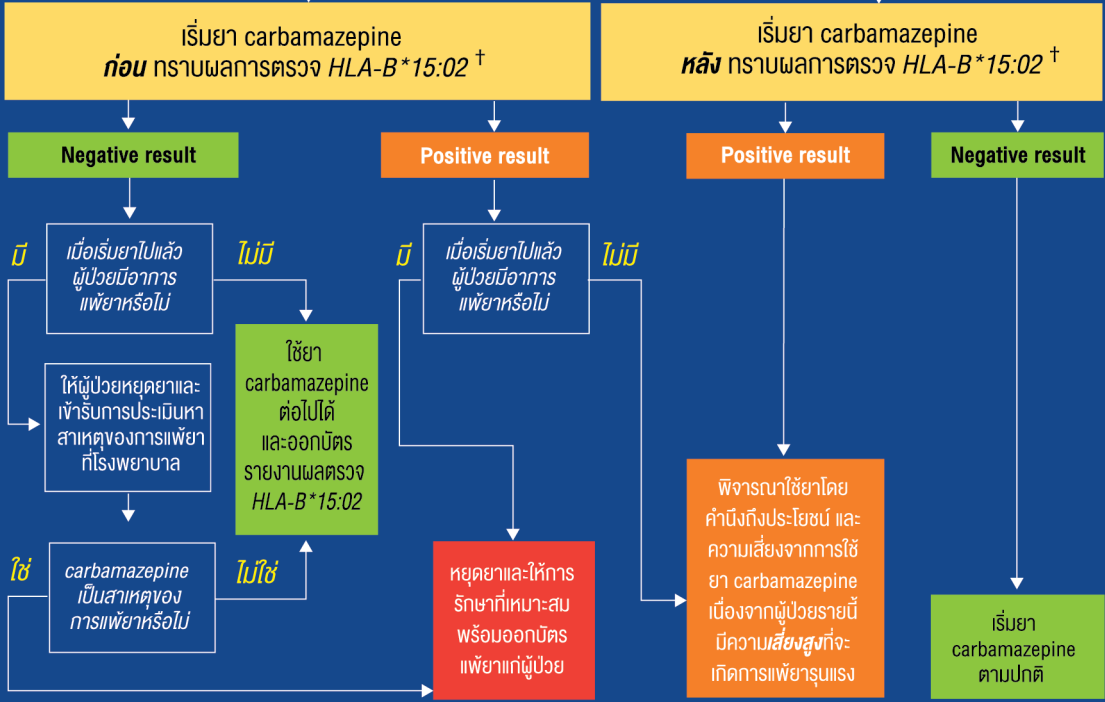 เริ่มยา carbamazepine
ก่อน ทราบผลการตรวจ HLA-B*15:02 †
เริ่มยา carbamazepine
หลัง ทราบผลการตรวจ HLA-B*15:02 †
Negative result
Positive result
Positive result
Negative result
มี
เมื่อเริ่มยาไปแล้ว
ผู้ป่วยมีอาการ
แพ้ยาหรือไม่
ไม่มี
มี
เมื่อเริ่มยาไปแล้ว
ผู้ป่วยมีอาการ
แพ้ยาหรือไม่
ไม่มี
ให้ผู้ป่วยหยุดยาและ
เข้ารับการประเมินหา
สาเหตุของการแพ้ยา
ที่โรงพยาบาล
ใช้ยา
carbamazepine
ต่อไปได้
และออกบัตร
รายงานผลตรวจ
HLA-B*15:02
ใช่
carbamazepine
เป็นสาเหตุของ
การแพ้ยาหรือไม่
ไม่ใช่
หยุดยาและให้การ
รักษาที่เหมาะสม
พร้อมออกบัตร
แพ้ยาแก่ผู้ป่วย
พิจารณาใช้ยาโดย
คำนึงถึงประโยชน์ และ
ความเสี่ยงจากการใช้
ยา carbamazepine
เนื่องจากผู้ป่วยรายนี้
มีความเสี่ยงสูงที่จะ
เกิดการแพ้ยารุนแรง
เริ่มยา
carbamazepine
ตามปกติ